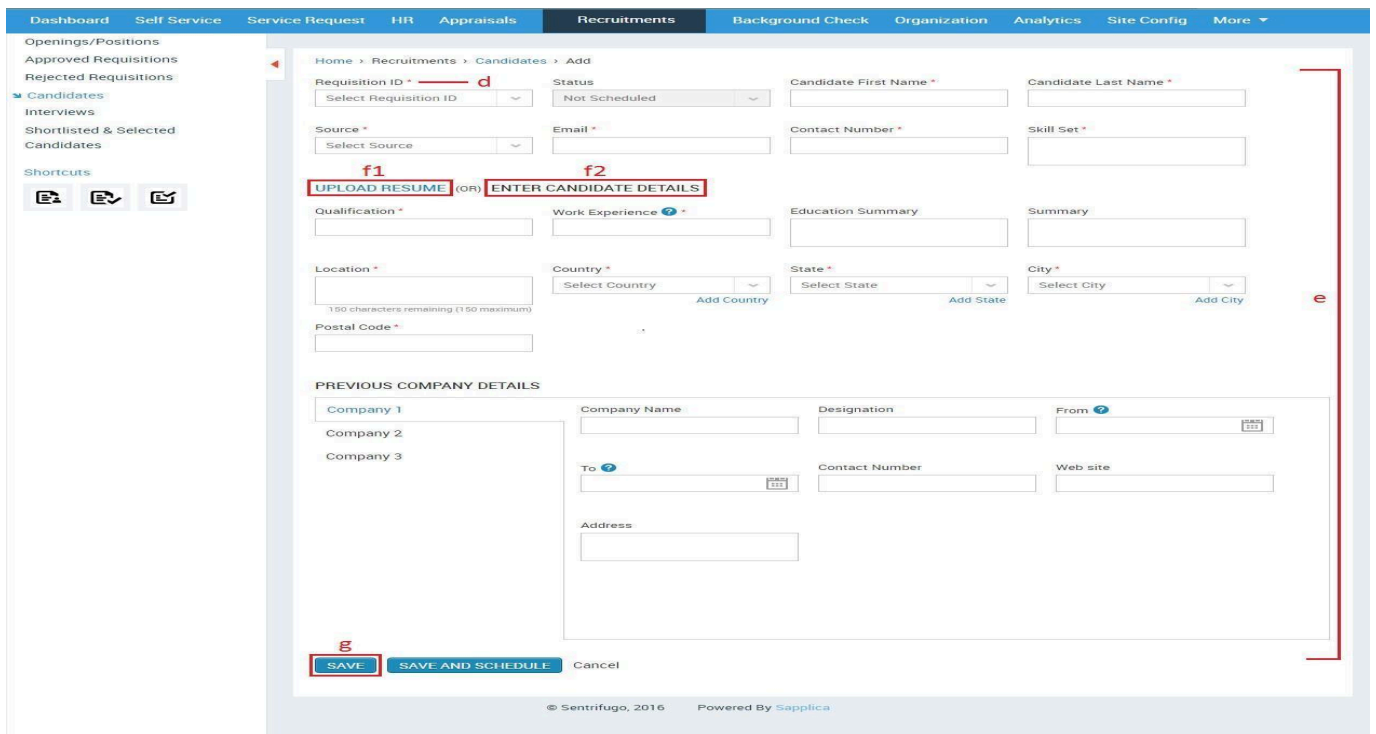 Dashboard Self Service Service Request HR Appraisals Recruitments Background Check Organization Analytics Site Config More
Openings/Positions
Approved Requisitions
Rejected Requisitions
Candidates
Interviews
Shortlisted & Selected
Candidates
Shortcuts
Home › Recruitments › Candidates › Add
Requisition ID * d Status Candidate First Name * Candidate Last Name *
Select Requisition ID Not Scheduled
Source * Email * Contact Number * Skill Set *
Select Source
f1 f2
UPLOAD RESUME (OR) ENTER CANDIDATE DETAILS
Qualification * Work Experience ? * Education Summary Summary
Location * Country * State * City *
Select Country Select State Select City
Add Country Add State Add City e
150 characters remaining (150 maximum)
Postal Code *
PREVIOUS COMPANY DETAILS
Company 1 Company Name Designation From ?
Company 2
Company 3
To ? Contact Number Web site
Address
g
SAVE SAVE AND SCHEDULE Cancel
© Sentrifugo, 2016 Powered By Sapplica